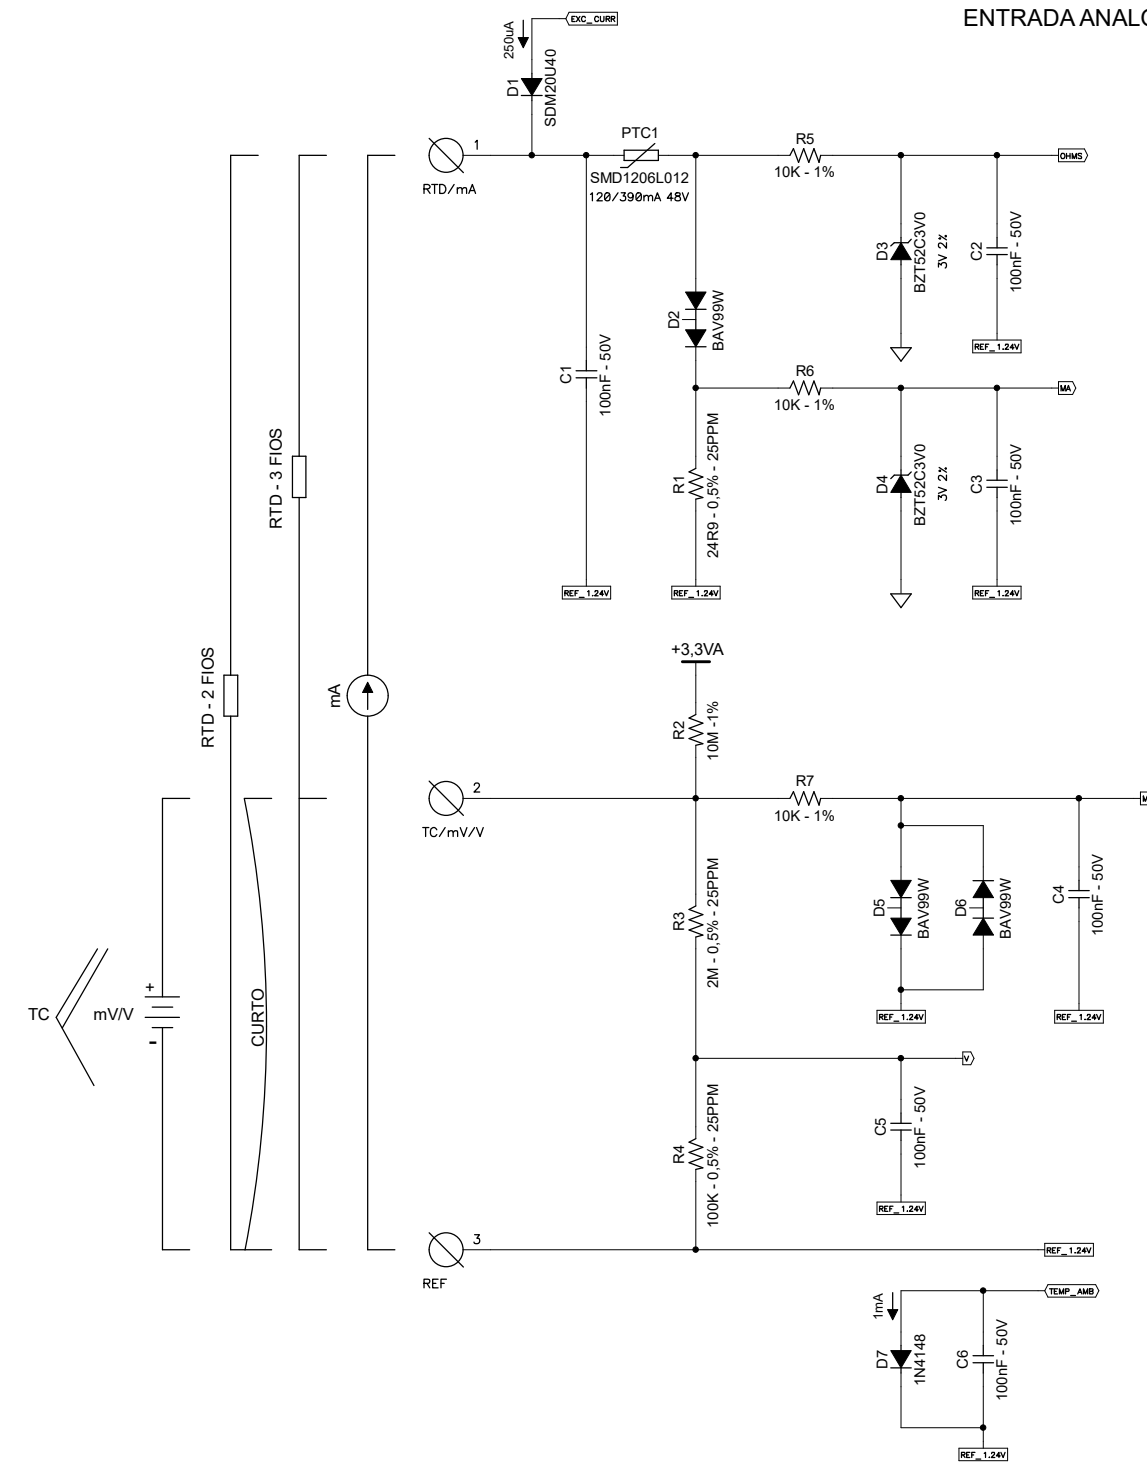 ENTRADA ANALO
EXC_CURR
250uA
D1
SDM20U40
1
RTD/mA
PTC1
SMD1206L012
120/390mA 48V
R5
10K - 1%
OHMS
D3
BZT52C3V0
3V 2%
C2
100nF - 50V
REF_1.24V
D2
BAV99W
C1
100nF - 50V
R6
10K - 1%
MA
R1
24R9 - 0,5% - 25PPM
D4
BZT52C3V0
3V 2%
C3
100nF - 50V
REF_1.24V
REF_1.24V
REF_1.24V
RTD - 3 FIOS
RTD - 2 FIOS
mA
+3,3VA
R2
10M -1%
2
TC/mV/V
R7
10K - 1%
R3
2M - 0,5% - 25PPM
D5
BAV99W
D6
BAV99W
C4
100nF - 50V
REF_1.24V
REF_1.24V
TC
mV/V
+
-
CURTO
V
R4
100K - 0,5% - 25PPM
C5
100nF - 50V
REF_1.24V
3
REF
REF_1.24V
TEMP_AMB
1mA
D7
1N4148
C6
100nF - 50V
REF_1.24V